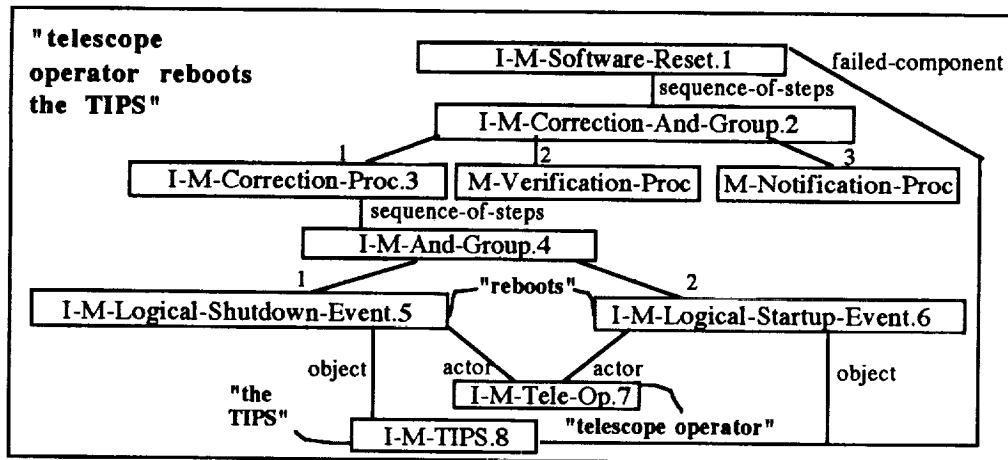 "telescope
operator reboots
the TIPS"
I-M-Software-Reset.1
failed-component
sequence-of-steps
I-M-Correction-And-Group.2
1
2
3
I-M-Correction-Proc.3
M-Verification-Proc
M-Notification-Proc
sequence-of-steps
I-M-And-Group.4
1
"reboots"
2
I-M-Logical-Shutdown-Event.5
I-M-Logical-Startup-Event.6
object
actor
actor
object
I-M-Tele-Op.7
"the
TIPS"
"telescope operator"
I-M-TIPS.8